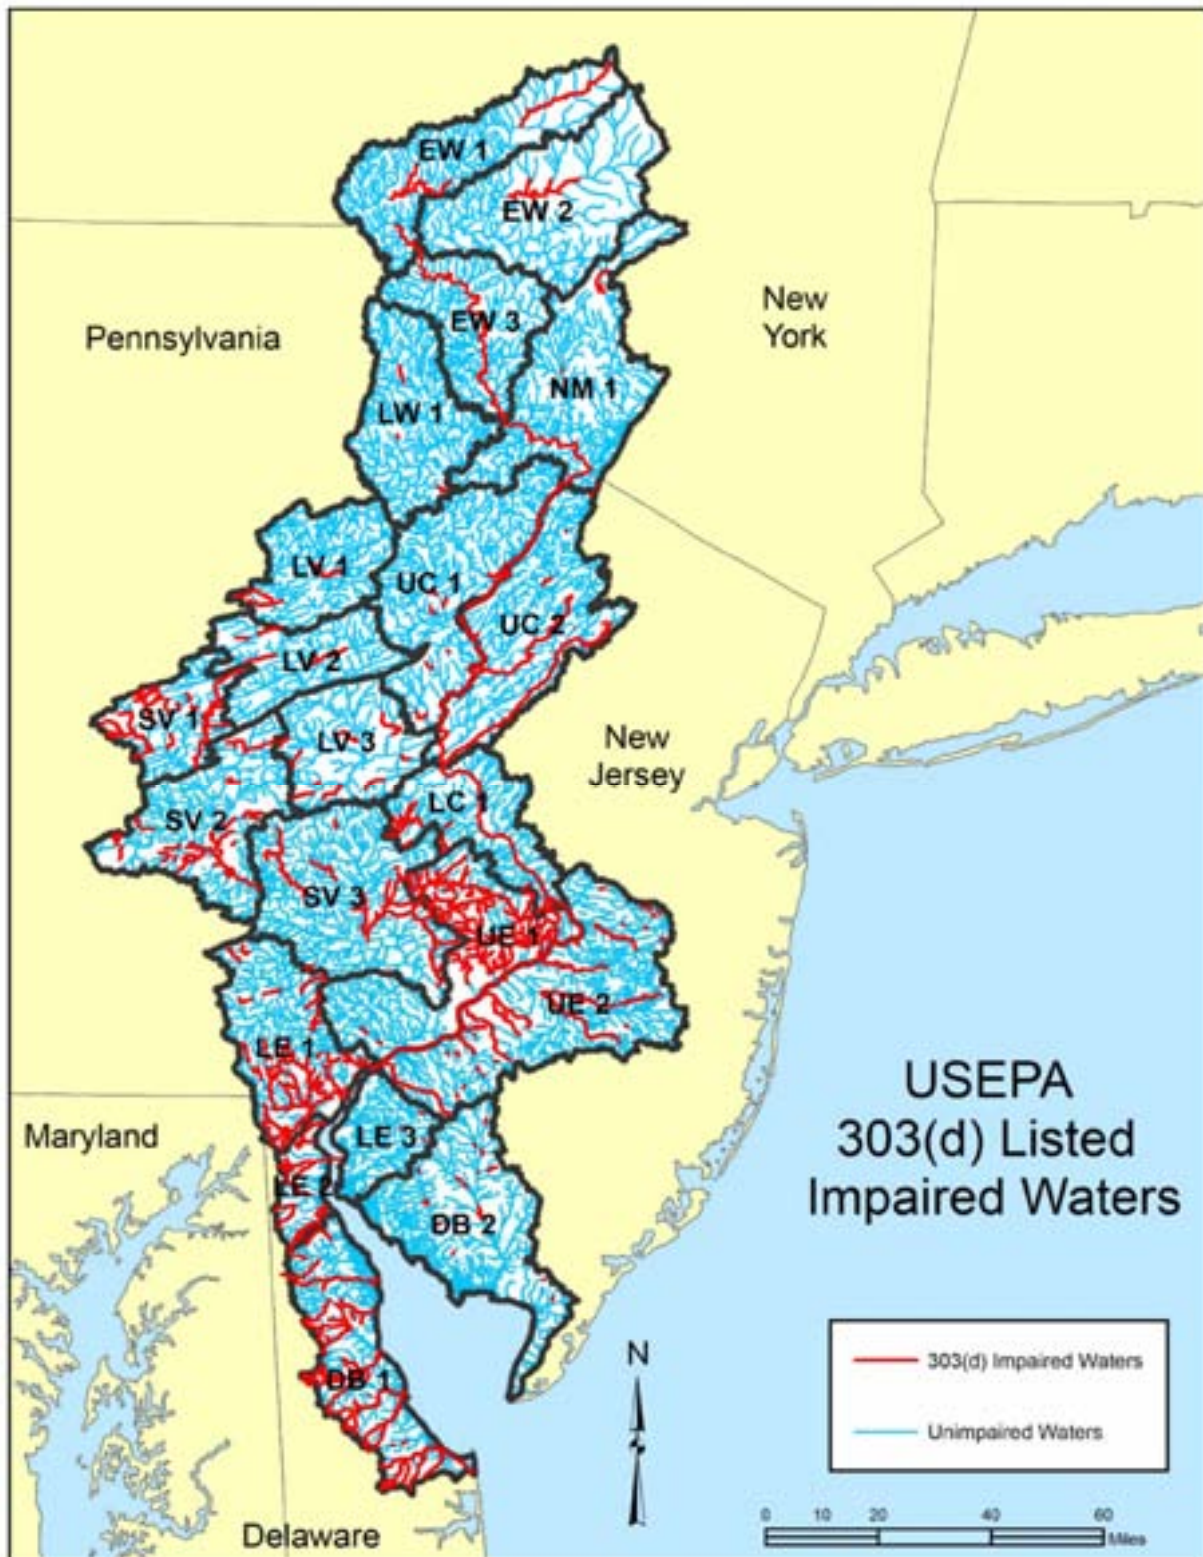 EW 1
EW 2
New
York
Pennsylvania
EW 3
NM 1
LW 1
LV 1
UC 1
UC 2
LV 2
SV 1
LV 3
New
Jersey
LC 1
SV 2
SV 3
UE 1
UE 2
LE 1
USEPA
303(d) Listed
Impaired Waters
Maryland
LE 3
LE 2
DB 2
N
303(d) Impaired Waters
DB 1
Unimpaired Waters
0 10 20 40 60
Miles
Delaware